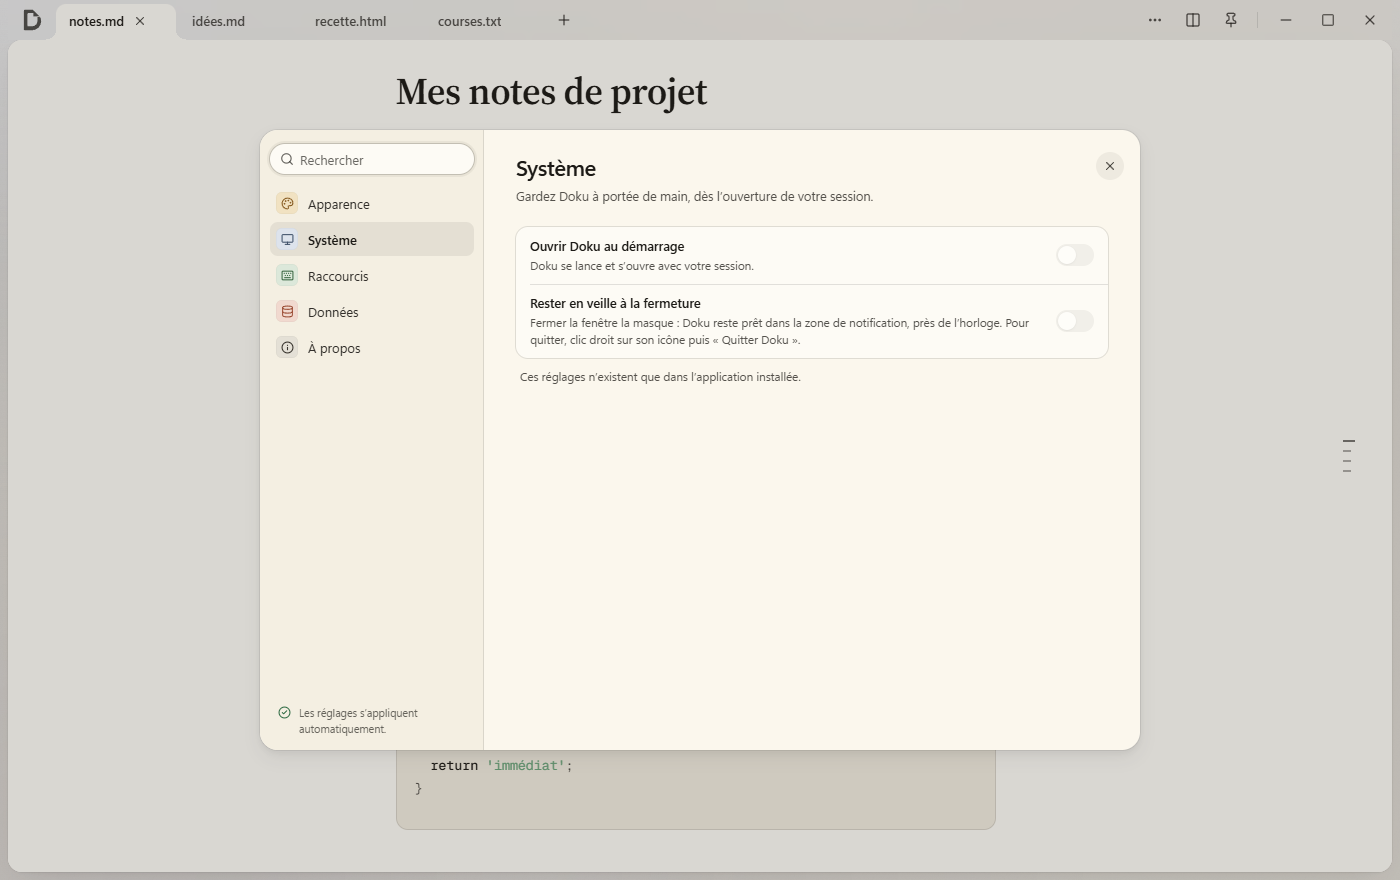 notes.md
idées.md
recette.html
courses.txt
Mes notes de projet
Rechercher
Apparence
Système
Raccourcis
Données
À propos
Les réglages s'appliquent
automatiquement.
Système
Gardez Doku à portée de main, dès l'ouverture de votre session.
Ouvrir Doku au démarrage
Doku se lance et s'ouvre avec votre session.
Rester en veille à la fermeture
Fermer la fenêtre la masque : Doku reste prêt dans la zone de notification, près de l'horloge. Pour
quitter, clic droit sur son icône puis « Quitter Doku ».
Ces réglages n'existent que dans l'application installée.
return 'immédiat';
}